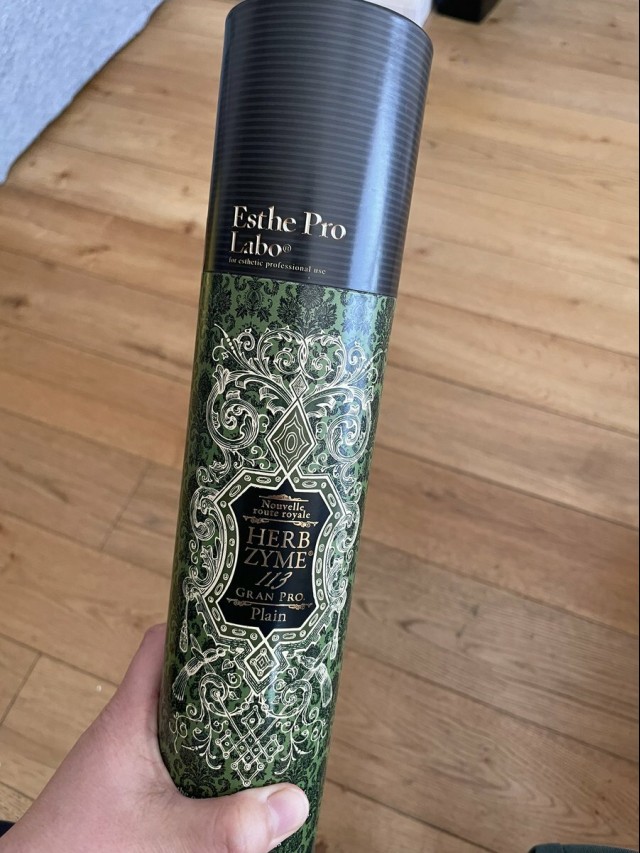 Esthe Pro
Labo®
for esthetic professional use
Nouvelle
route royale
HERB
ZYME®
113
GRAN PRO.
Plain